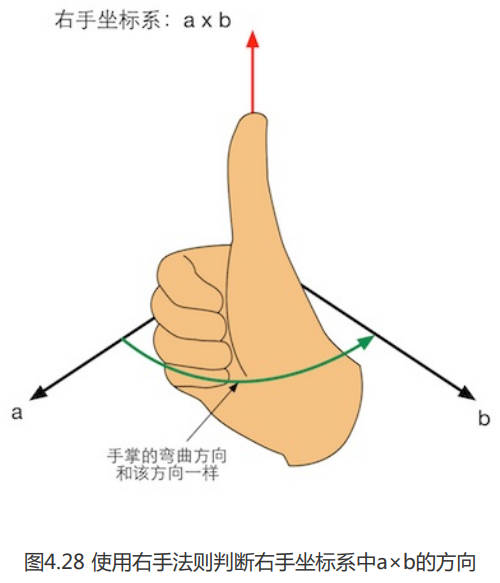 右手坐标系：a x b
a
b
手掌的弯曲方向
和该方向一样
图4.28 使用右手法则判断右手坐标系中a×b的方向